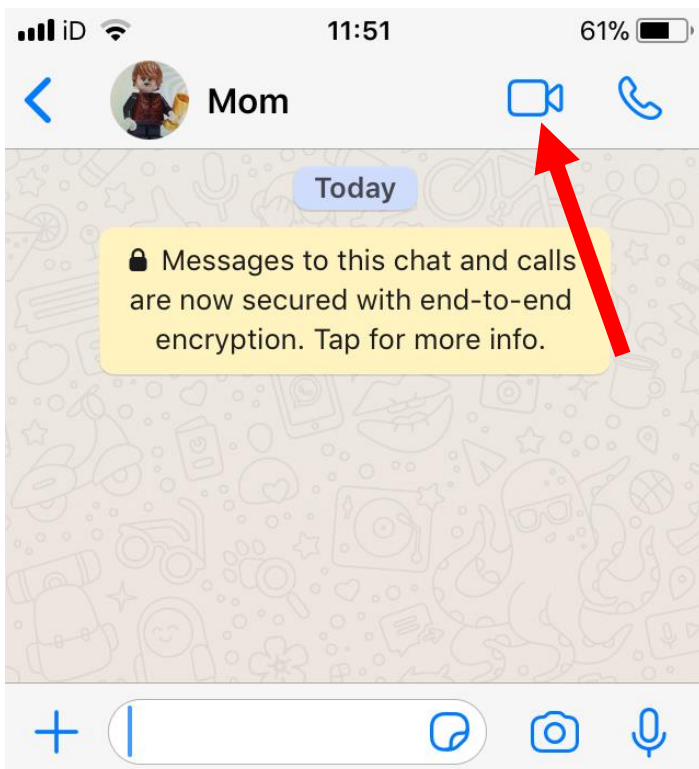 iD 11:51 61%
Mom
Today
Messages to this chat and calls
are now secured with end-to-end
encryption. Tap for more info.